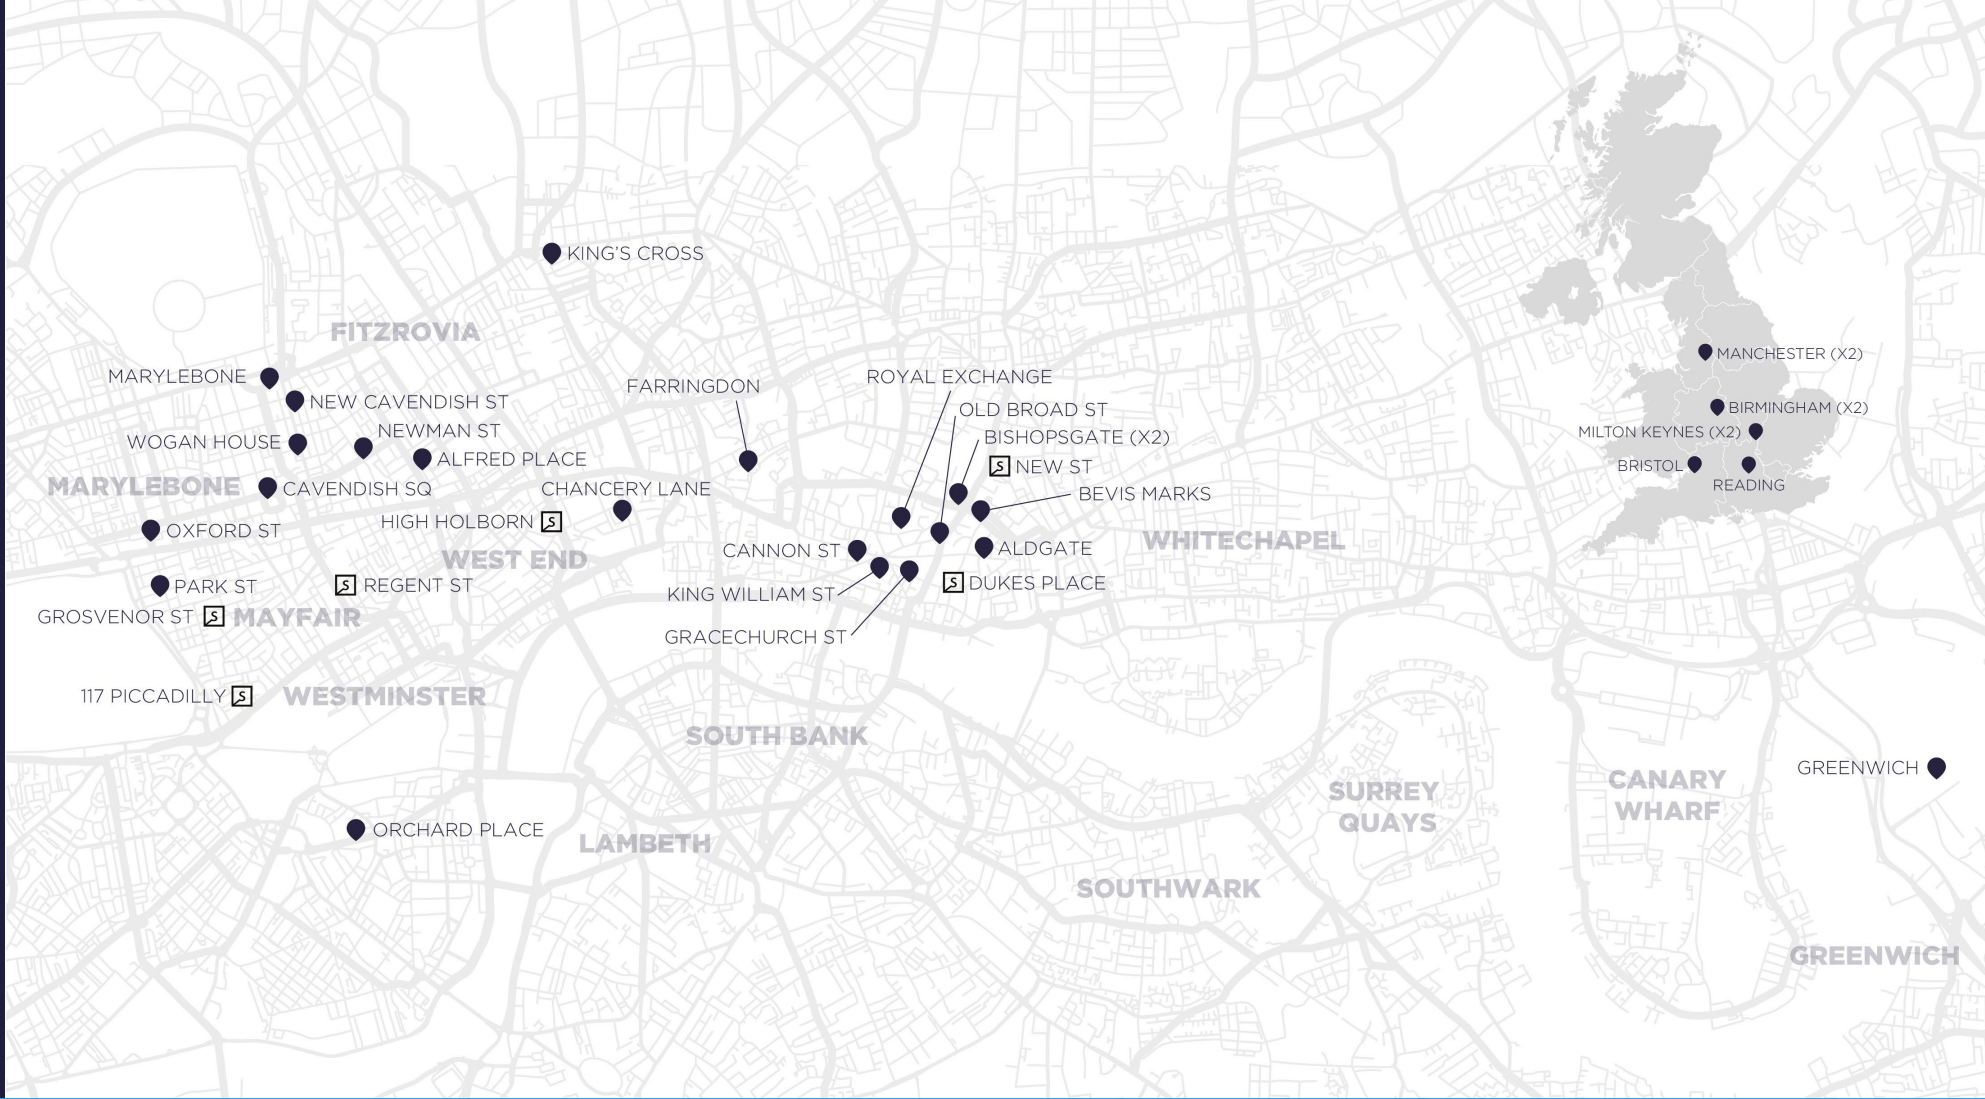 KING'S CROSS
FITZROVIA
MANCHESTER (X2)
MARYLEBONE
FARRINGDON
ROYAL EXCHANGE
NEW CAVENDISH ST
OLD BROAD ST
BIRMINGHAM (X2)
NEWMAN ST
WOGAN HOUSE
BISHOPSGATE (X2)
MILTON KEYNES (X2)
ALFRED PLACE
S NEW ST
BRISTOL
READING
MARYLEBONE
CAVENDISH SQ
CHANCERY LANE
BEVIS MARKS
HIGH HOLBORN S
OXFORD ST
WHITECHAPEL
CANNON ST
ALDGATE
WEST END
PARK ST
S REGENT ST
KING WILLIAM ST
S DUKES PLACE
GROSVENOR ST S
MAYFAIR
GRACECHURCH ST
117 PICCADILLY S
WESTMINSTER
SOUTH BANK
GREENWICH
SURREY
QUAYS
CANARY
WHARF
ORCHARD PLACE
LAMBETH
SOUTHWARK
GREENWICH